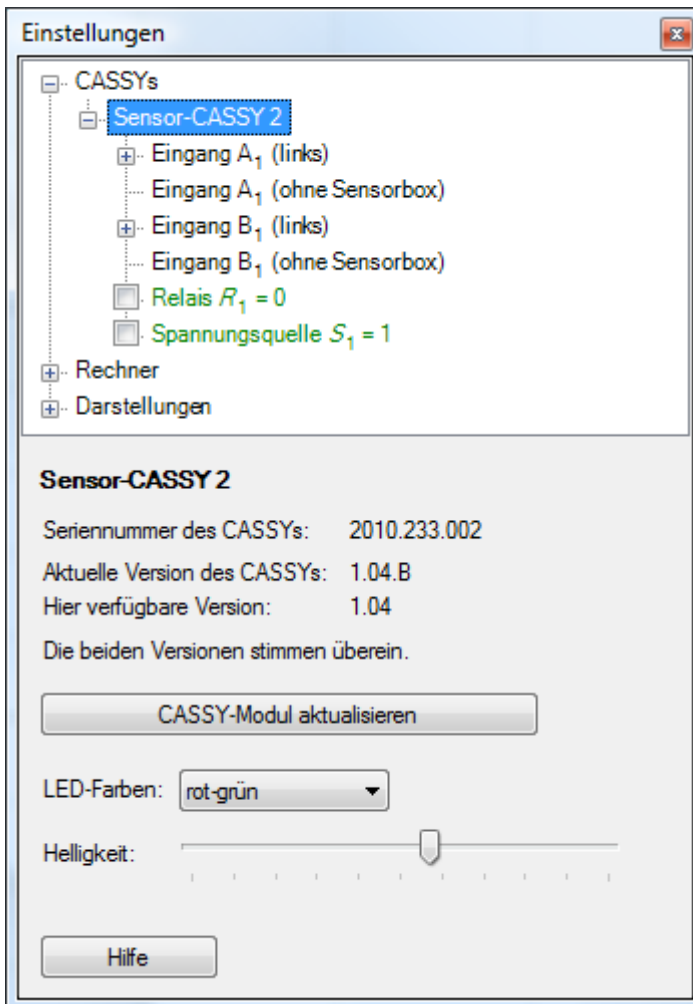 Einstellungen
CASSYs
Sensor-CASSY 2
Eingang A₁ (links)
Eingang A₁ (ohne Sensorbox)
Eingang B₁ (links)
Eingang B₁ (ohne Sensorbox)
Relais R₁ = 0
Spannungsquelle S₁ = 1
Rechner
Darstellungen
Sensor-CASSY 2
Seriennummer des CASSYs: 2010.233.002
Aktuelle Version des CASSYs: 1.04.B
Hier verfügbare Version: 1.04
Die beiden Versionen stimmen überein.
CASSY-Modul aktualisieren
LED-Farben: rot-grün
Helligkeit:
Hilfe